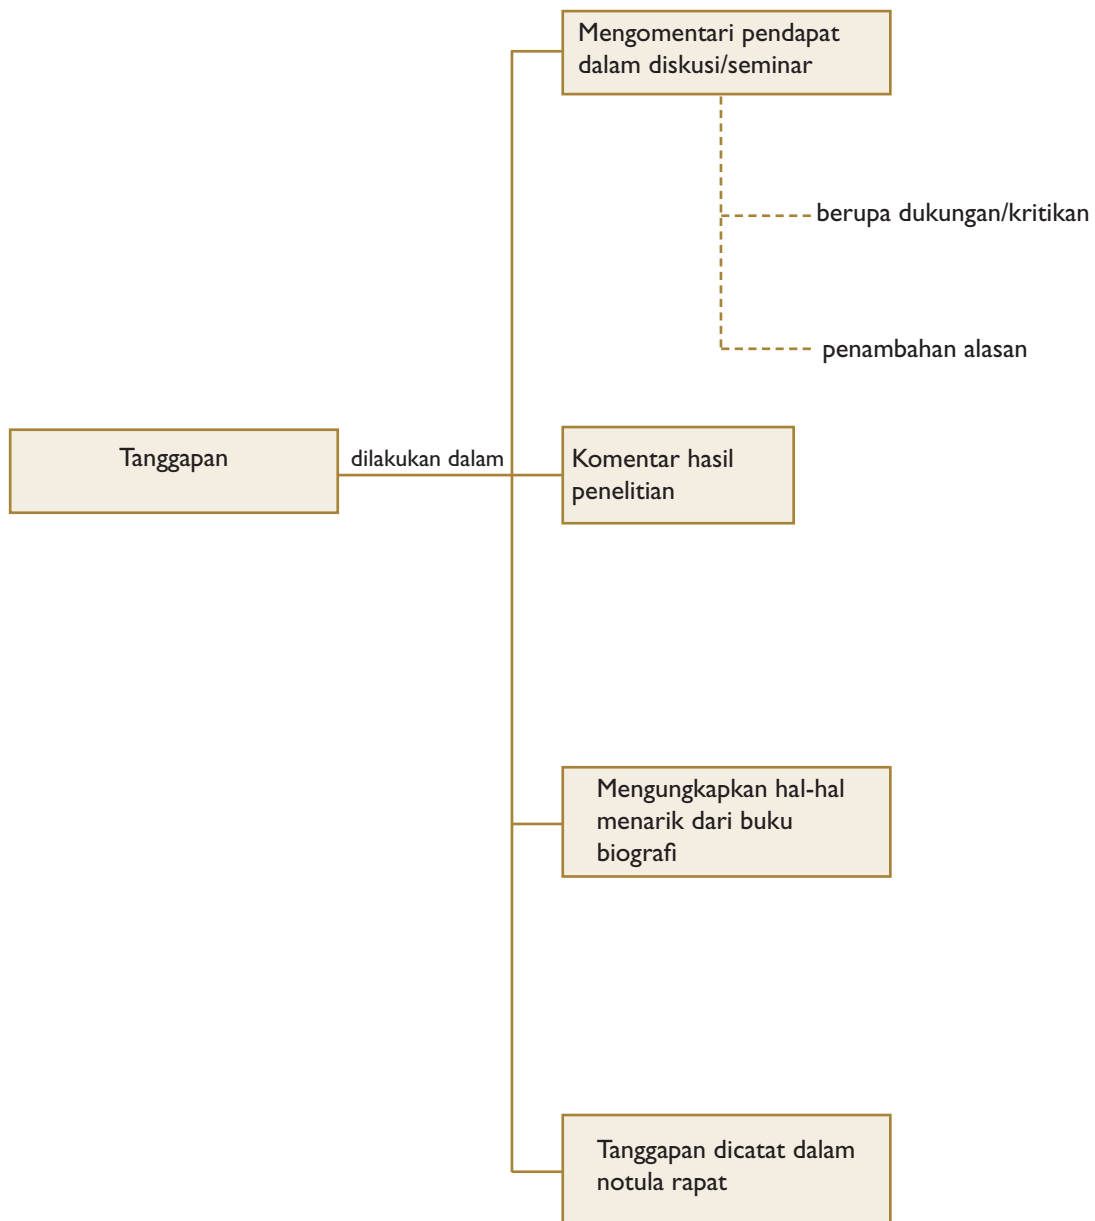 Mengomentari pendapat
dalam diskusi/seminar
berupa dukungan/kritikan
penambahan alasan
Tanggapan
dilakukan dalam
Komentar hasil
penelitian
Mengungkapkan hal-hal
menarik dari buku
biografi
Tanggapan dicatat dalam
notula rapat